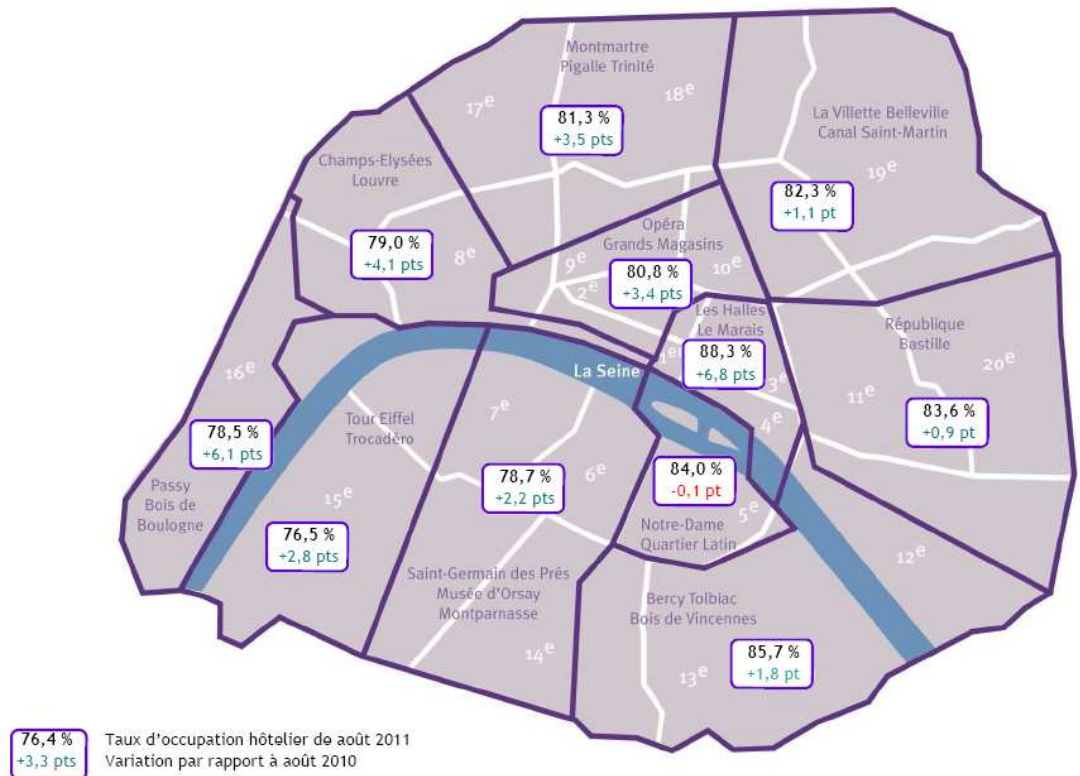 Montmartre
Pigalle Trinité
17e
18e
81,3 %
+3,5 pts
La Villette Belleville
Canal Saint-Martin
19e
82,3 %
+1,1 pt
Champs-Elysées
Louvre
79,0 %
+4,1 pts
8e
Opéra
Grands Magasins
9e
10e
2e
80,8 %
+3,4 pts
Les Halles
Le Marais
1er
88,3 %
+6,8 pts
3e
4e
République
Bastille
20e
11e
83,6 %
+0,9 pt
La Seine
16e
78,5 %
+6,1 pts
Passy
Bois de
Boulogne
Tour Eiffel
Trocadéro
15e
76,5 %
+2,8 pts
7e
78,7 %
+2,2 pts
6e
Saint-Germain des Prés
Musée d'Orsay
Montparnasse
14e
84,0 %
-0,1 pt
5e
Notre-Dame
Quartier Latin
12e
Bercy Tolbiac
Bois de Vincennes
85,7 %
+1,8 pt
13e
76,4 %
+3,3 pts
Taux d'occupation hôtelier de août 2011
Variation par rapport à août 2010